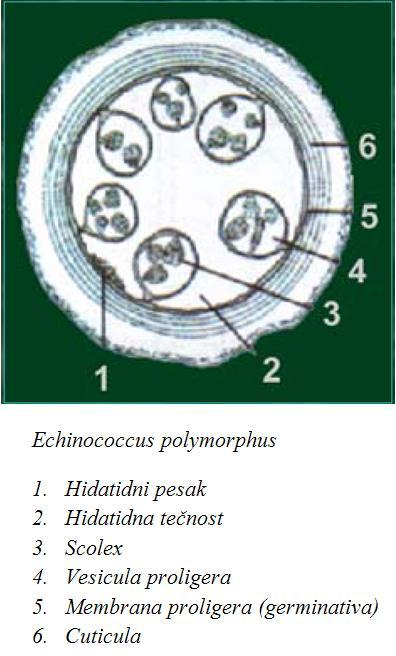 6
5
4
3
2
1
Echinococcus polymorphus
1. Hidatidni pesak
2. Hidatidna tečnost
3. Scolex
4. Vesicula proligera
5. Membrana proligera (germinativa)
6. Cuticula